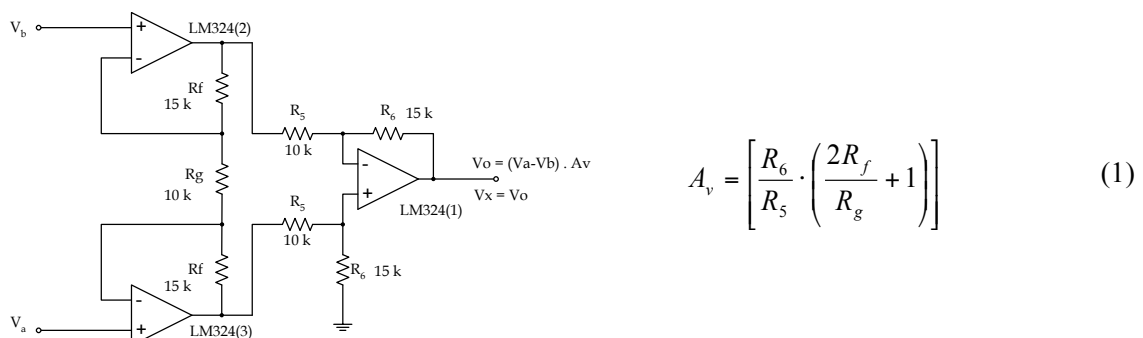 V_b
+
-
LM324(2)
Rf
15 k
R_5
10 k
R_6 15 k
Rg
10 k
-
+
LM324(1)
Vo = (Va-Vb) . Av
Vx = Vo
R_5
10 k
R_6 15 k
Rf
15 k
-
+
LM324(3)
V_a
A_v = [ R_6 / R_5 · ( 2R_f / R_g + 1 ) ] (1)